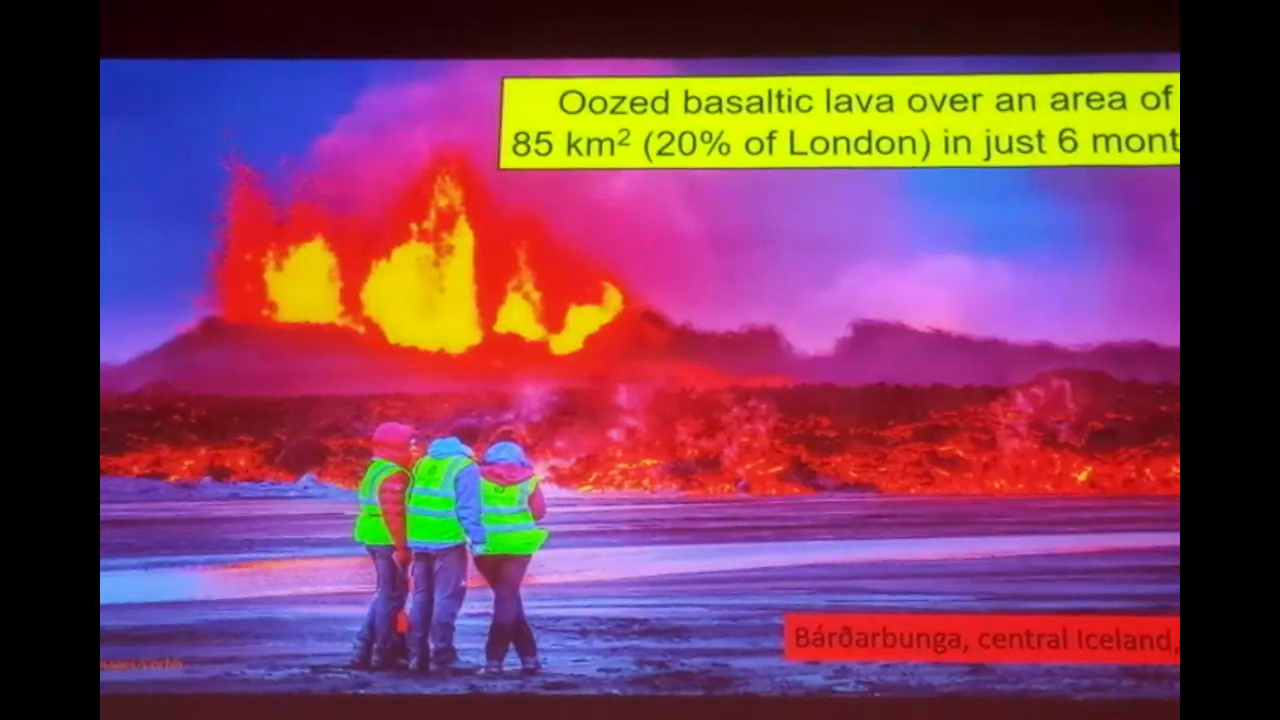 Oozed basaltic lava over an area of
85 km² (20% of London) in just 6 mont
Bárðarbunga, central Iceland,